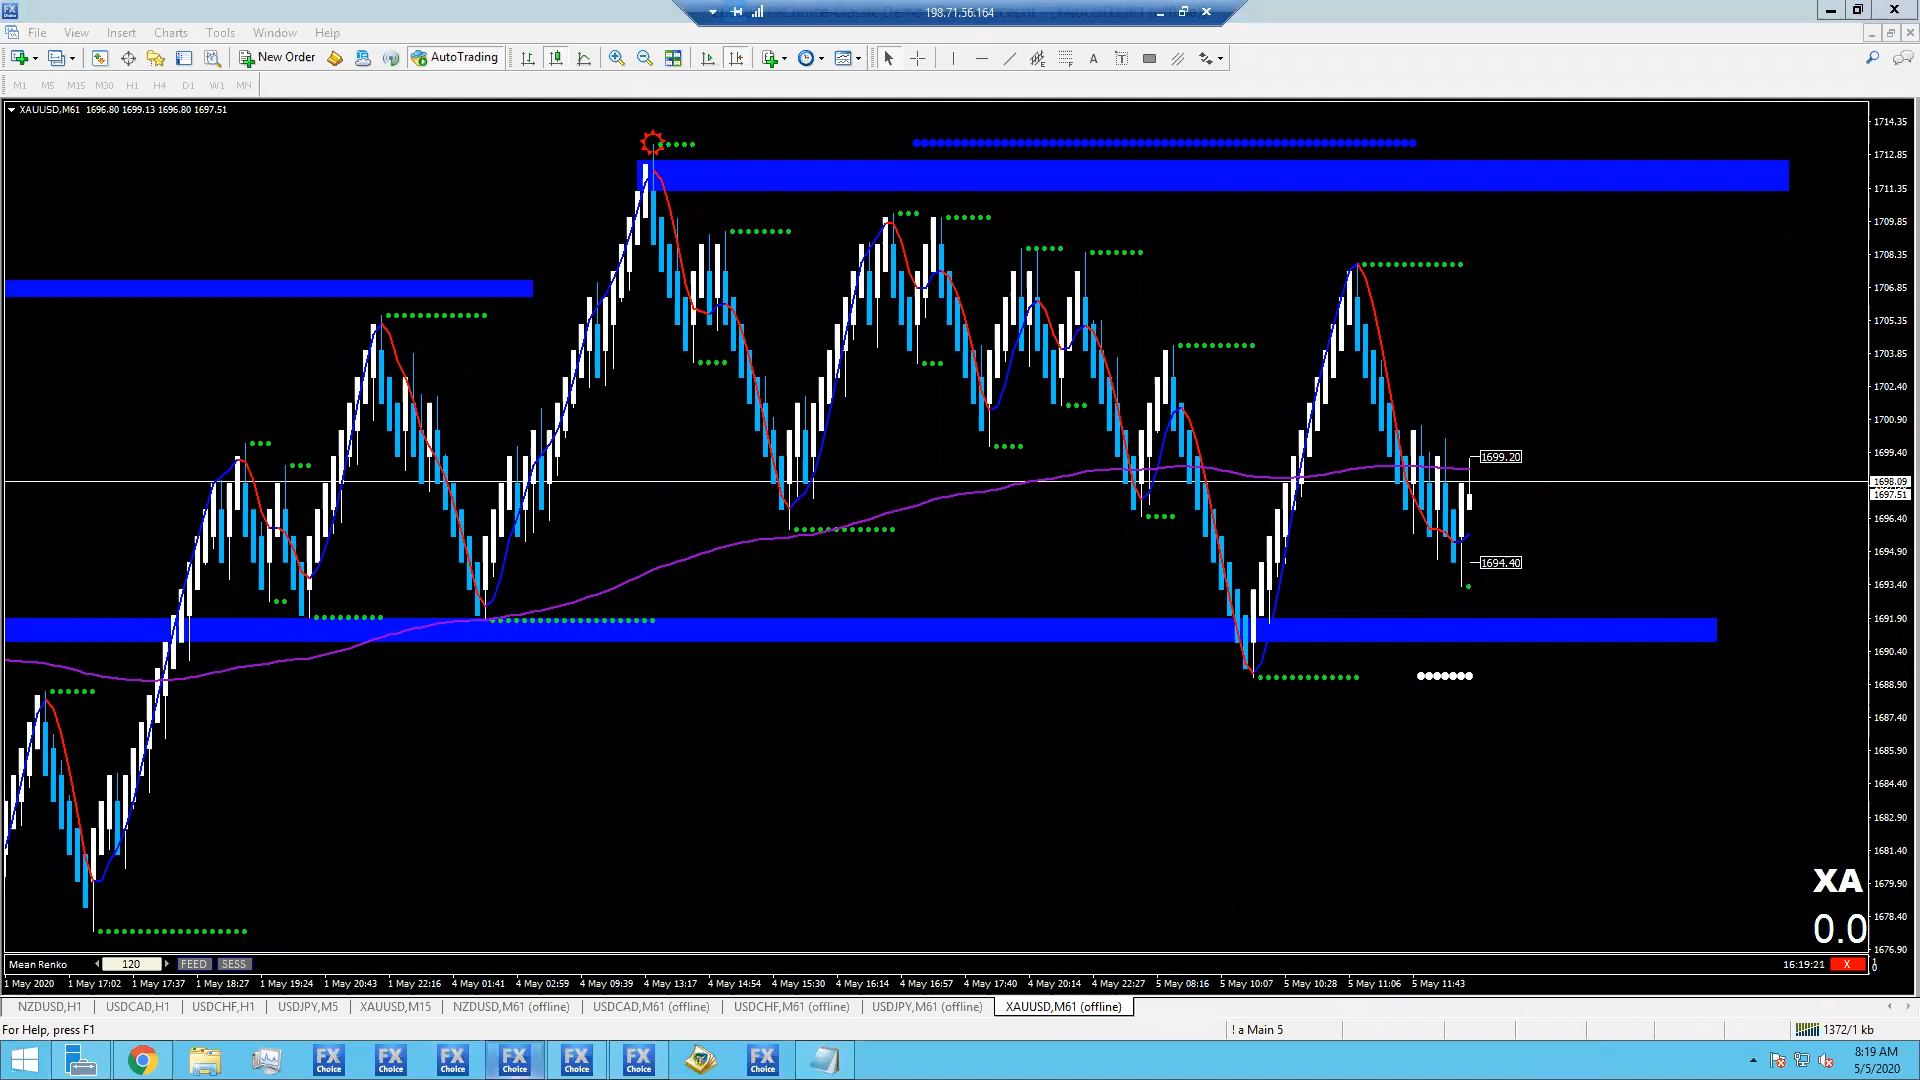 198.71.56.164
File View Insert Charts Tools Window Help
New Order AutoTrading
M1 M5 M15 M30 H1 H4 D1 W1 MN
XAUUSD,M61 1696.80 1699.13 1696.80 1697.51
1714.35
1712.85
1711.35
1709.85
1708.35
1706.85
1705.35
1703.85
1702.40
1700.90
1699.40
1699.20
1698.09
1697.51
1696.40
1694.90
1694.40
1693.40
1691.90
1690.40
1688.90
1687.40
1685.90
1684.40
1682.90
1681.40
1679.90
1678.40
1676.90
XA
0.0
Mean Renko 120 FEED SESS 16:19:21 X
1 May 2020 1 May 17:02 1 May 17:37 1 May 18:27 1 May 19:24 1 May 20:43 1 May 22:16 4 May 01:41 4 May 02:59 4 May 09:39 4 May 13:17 4 May 14:54 4 May 15:30 4 May 16:14 4 May 16:57 4 May 17:40 4 May 20:14 4 May 22:27 5 May 08:16 5 May 10:07 5 May 10:28 5 May 11:06 5 May 11:43
NZDUSD,H1 USDCAD,H1 USDCHF,H1 USDJPY,M5 XAUUSD,M15 NZDUSD,M61 (offline) USDCAD,M61 (offline) USDCHF,M61 (offline) USDJPY,M61 (offline) XAUUSD,M61 (offline)
For Help, press F1 ! a Main 5 1372/1 kb
FX Choice FX Choice FX Choice FX Choice FX Choice FX Choice FX Choice
8:19 AM
5/5/2020